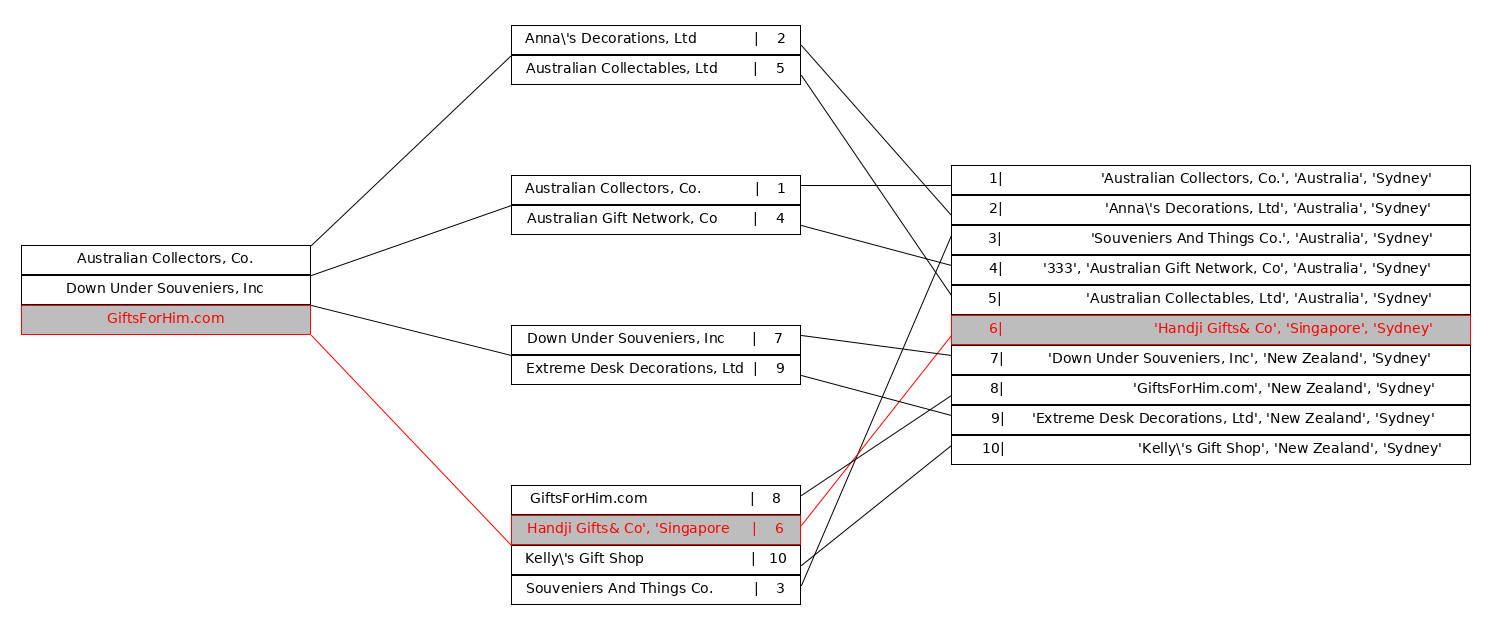 Australian Collectors, Co.
Down Under Souveniers, Inc
GiftsForHim.com
Anna\'s Decorations, Ltd | 2
Australian Collectables, Ltd | 5
Australian Collectors, Co. | 1
Australian Gift Network, Co | 4
Down Under Souveniers, Inc | 7
Extreme Desk Decorations, Ltd | 9
GiftsForHim.com | 8
Handji Gifts& Co', 'Singapore | 6
Kelly\'s Gift Shop | 10
Souveniers And Things Co. | 3
1| 'Australian Collectors, Co.', 'Australia', 'Sydney'
2| 'Anna\'s Decorations, Ltd', 'Australia', 'Sydney'
3| 'Souveniers And Things Co.', 'Australia', 'Sydney'
4| '333', 'Australian Gift Network, Co', 'Australia', 'Sydney'
5| 'Australian Collectables, Ltd', 'Australia', 'Sydney'
6| 'Handji Gifts& Co', 'Singapore', 'Sydney'
7| 'Down Under Souveniers, Inc', 'New Zealand', 'Sydney'
8| 'GiftsForHim.com', 'New Zealand', 'Sydney'
9| 'Extreme Desk Decorations, Ltd', 'New Zealand', 'Sydney'
10| 'Kelly\'s Gift Shop', 'New Zealand', 'Sydney'